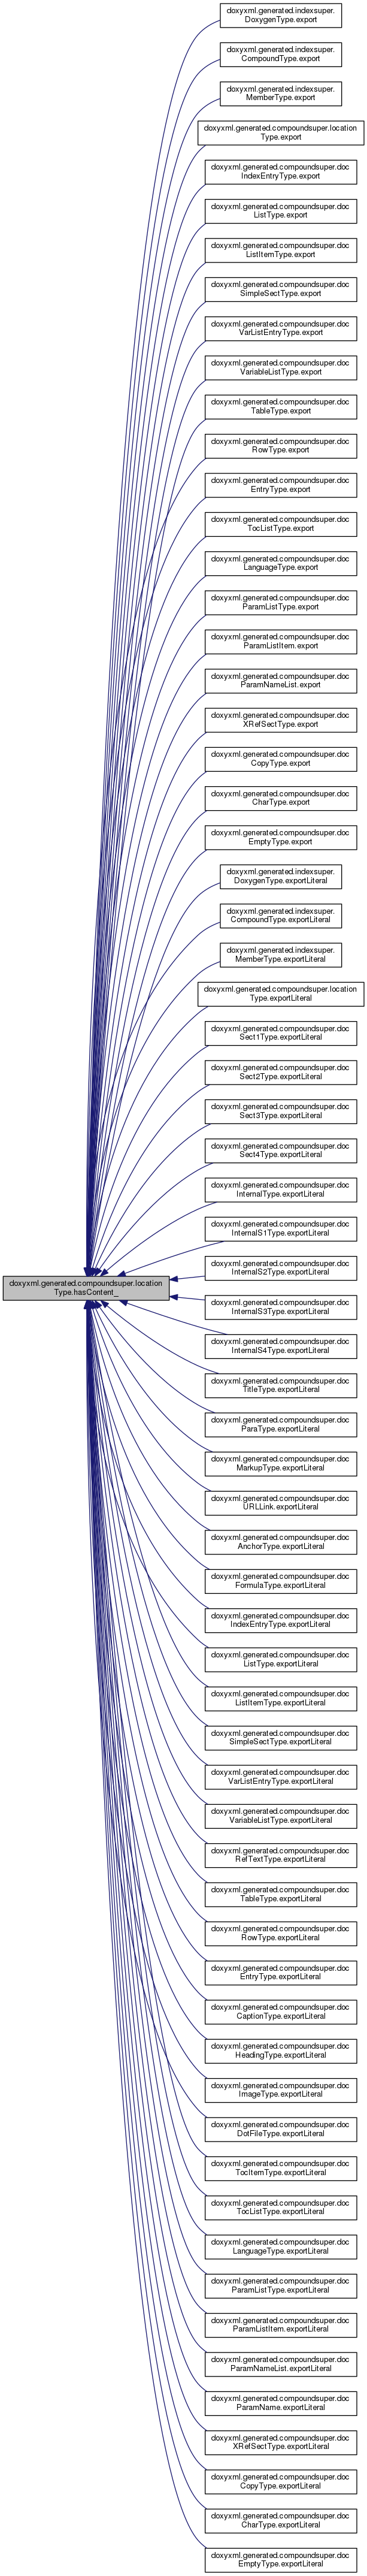 doxyxml.generated.indexsuper.
DoxygenType.export
doxyxml.generated.indexsuper.
CompoundType.export
doxyxml.generated.indexsuper.
MemberType.export
doxyxml.generated.compoundsuper.location
Type.export
doxyxml.generated.compoundsuper.doc
IndexEntryType.export
doxyxml.generated.compoundsuper.doc
ListType.export
doxyxml.generated.compoundsuper.doc
ListItemType.export
doxyxml.generated.compoundsuper.doc
SimpleSectType.export
doxyxml.generated.compoundsuper.doc
VarListEntryType.export
doxyxml.generated.compoundsuper.doc
VariableListType.export
doxyxml.generated.compoundsuper.doc
TableType.export
doxyxml.generated.compoundsuper.doc
RowType.export
doxyxml.generated.compoundsuper.doc
EntryType.export
doxyxml.generated.compoundsuper.doc
TocListType.export
doxyxml.generated.compoundsuper.doc
LanguageType.export
doxyxml.generated.compoundsuper.doc
ParamListType.export
doxyxml.generated.compoundsuper.doc
ParamListItem.export
doxyxml.generated.compoundsuper.doc
ParamNameList.export
doxyxml.generated.compoundsuper.doc
XRefSectType.export
doxyxml.generated.compoundsuper.doc
CopyType.export
doxyxml.generated.compoundsuper.doc
CharType.export
doxyxml.generated.compoundsuper.doc
EmptyType.export
doxyxml.generated.indexsuper.
DoxygenType.exportLiteral
doxyxml.generated.indexsuper.
CompoundType.exportLiteral
doxyxml.generated.indexsuper.
MemberType.exportLiteral
doxyxml.generated.compoundsuper.location
Type.exportLiteral
doxyxml.generated.compoundsuper.doc
Sect1Type.exportLiteral
doxyxml.generated.compoundsuper.doc
Sect2Type.exportLiteral
doxyxml.generated.compoundsuper.doc
Sect3Type.exportLiteral
doxyxml.generated.compoundsuper.doc
Sect4Type.exportLiteral
doxyxml.generated.compoundsuper.doc
InternalType.exportLiteral
doxyxml.generated.compoundsuper.doc
InternalS1Type.exportLiteral
doxyxml.generated.compoundsuper.doc
InternalS2Type.exportLiteral
doxyxml.generated.compoundsuper.location
Type.hasContent_
doxyxml.generated.compoundsuper.doc
InternalS3Type.exportLiteral
doxyxml.generated.compoundsuper.doc
InternalS4Type.exportLiteral
doxyxml.generated.compoundsuper.doc
TitleType.exportLiteral
doxyxml.generated.compoundsuper.doc
ParaType.exportLiteral
doxyxml.generated.compoundsuper.doc
MarkupType.exportLiteral
doxyxml.generated.compoundsuper.doc
URLLink.exportLiteral
doxyxml.generated.compoundsuper.doc
AnchorType.exportLiteral
doxyxml.generated.compoundsuper.doc
FormulaType.exportLiteral
doxyxml.generated.compoundsuper.doc
IndexEntryType.exportLiteral
doxyxml.generated.compoundsuper.doc
ListType.exportLiteral
doxyxml.generated.compoundsuper.doc
ListItemType.exportLiteral
doxyxml.generated.compoundsuper.doc
SimpleSectType.exportLiteral
doxyxml.generated.compoundsuper.doc
VarListEntryType.exportLiteral
doxyxml.generated.compoundsuper.doc
VariableListType.exportLiteral
doxyxml.generated.compoundsuper.doc
RefTextType.exportLiteral
doxyxml.generated.compoundsuper.doc
TableType.exportLiteral
doxyxml.generated.compoundsuper.doc
RowType.exportLiteral
doxyxml.generated.compoundsuper.doc
EntryType.exportLiteral
doxyxml.generated.compoundsuper.doc
CaptionType.exportLiteral
doxyxml.generated.compoundsuper.doc
HeadingType.exportLiteral
doxyxml.generated.compoundsuper.doc
ImageType.exportLiteral
doxyxml.generated.compoundsuper.doc
DotFileType.exportLiteral
doxyxml.generated.compoundsuper.doc
TocItemType.exportLiteral
doxyxml.generated.compoundsuper.doc
TocListType.exportLiteral
doxyxml.generated.compoundsuper.doc
LanguageType.exportLiteral
doxyxml.generated.compoundsuper.doc
ParamListType.exportLiteral
doxyxml.generated.compoundsuper.doc
ParamListItem.exportLiteral
doxyxml.generated.compoundsuper.doc
ParamNameList.exportLiteral
doxyxml.generated.compoundsuper.doc
ParamName.exportLiteral
doxyxml.generated.compoundsuper.doc
XRefSectType.exportLiteral
doxyxml.generated.compoundsuper.doc
CopyType.exportLiteral
doxyxml.generated.compoundsuper.doc
CharType.exportLiteral
doxyxml.generated.compoundsuper.doc
EmptyType.exportLiteral